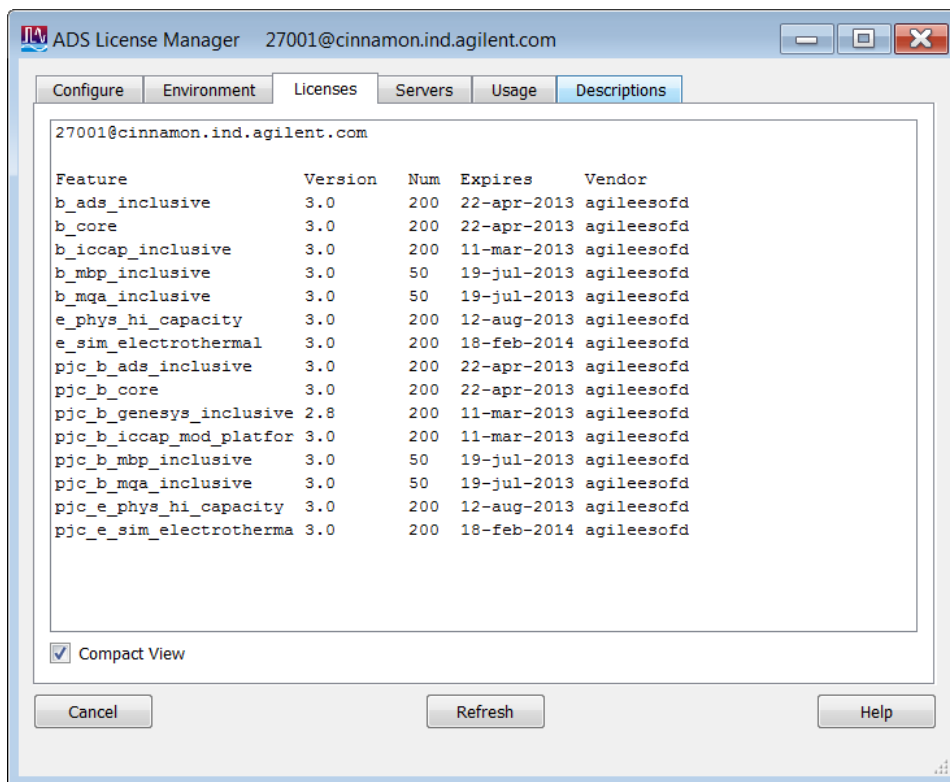 ADS License Manager 27001@cinnamon.ind.agilent.com
Configure Environment Licenses Servers Usage Descriptions
27001@cinnamon.ind.agilent.com
Feature Version Num Expires Vendor
b_ads_inclusive 3.0 200 22-apr-2013 agileesofd
b_core 3.0 200 22-apr-2013 agileesofd
b_iccap_inclusive 3.0 200 11-mar-2013 agileesofd
b_mbp_inclusive 3.0 50 19-jul-2013 agileesofd
b_mqa_inclusive 3.0 50 19-jul-2013 agileesofd
e_phys_hi_capacity 3.0 200 12-aug-2013 agileesofd
e_sim_electrothermal 3.0 200 18-feb-2014 agileesofd
pjc_b_ads_inclusive 3.0 200 22-apr-2013 agileesofd
pjc_b_core 3.0 200 22-apr-2013 agileesofd
pjc_b_genesys_inclusive 2.8 200 11-mar-2013 agileesofd
pjc_b_iccap_mod_platfor 3.0 200 11-mar-2013 agileesofd
pjc_b_mbp_inclusive 3.0 50 19-jul-2013 agileesofd
pjc_b_mqa_inclusive 3.0 50 19-jul-2013 agileesofd
pjc_e_phys_hi_capacity 3.0 200 12-aug-2013 agileesofd
pjc_e_sim_electrotherma 3.0 200 18-feb-2014 agileesofd
Compact View
Cancel Refresh Help